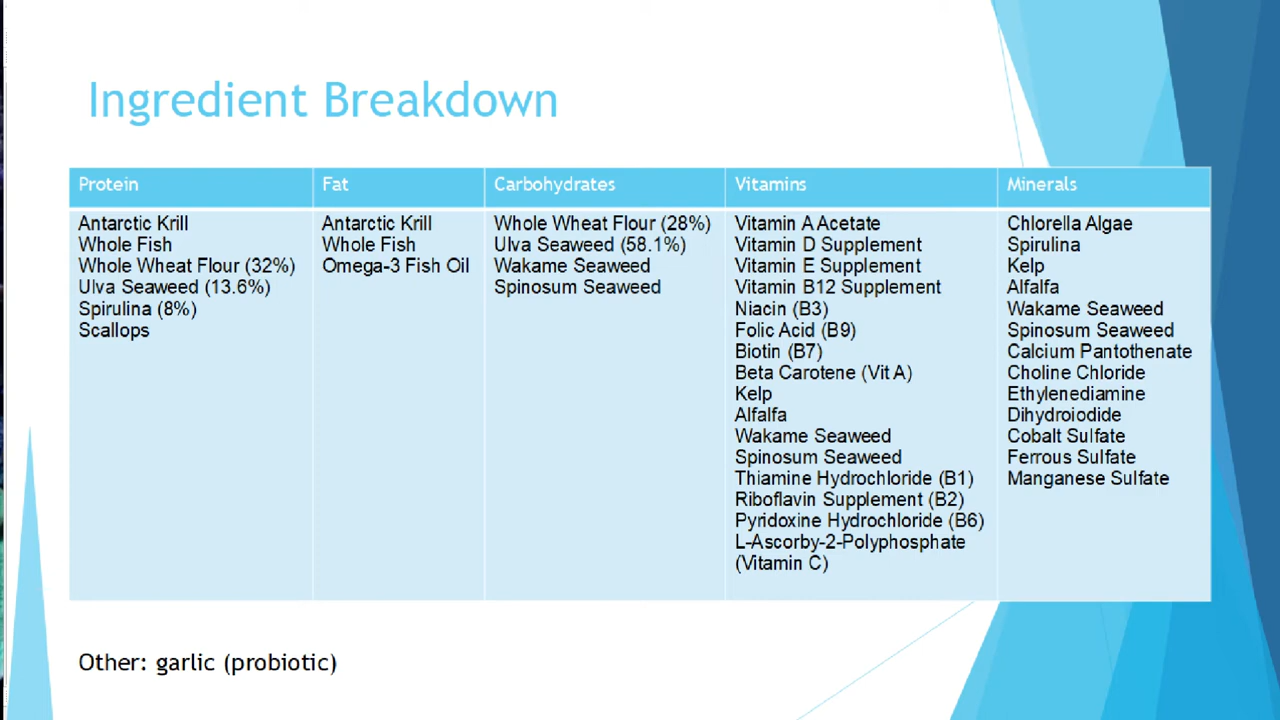 Ingredient Breakdown
Protein
Antarctic Krill
Whole Fish
Whole Wheat Flour (32%)
Ulva Seaweed (13.6%)
Spirulina (8%)
Scallops
Fat
Antarctic Krill
Whole Fish
Omega-3 Fish Oil
Carbohydrates
Whole Wheat Flour (28%)
Ulva Seaweed (58.1%)
Wakame Seaweed
Spinosum Seaweed
Vitamins
Vitamin A Acetate
Vitamin D Supplement
Vitamin E Supplement
Vitamin B12 Supplement
Niacin (B3)
Folic Acid (B9)
Biotin (B7)
Beta Carotene (Vit A)
Kelp
Alfalfa
Wakame Seaweed
Spinosum Seaweed
Thiamine Hydrochloride (B1)
Riboflavin Supplement (B2)
Pyridoxine Hydrochloride (B6)
L-Ascorby-2-Polyphosphate
(Vitamin C)
Minerals
Chlorella Algae
Spirulina
Kelp
Alfalfa
Wakame Seaweed
Spinosum Seaweed
Calcium Pantothenate
Choline Chloride
Ethylenediamine
Dihydroiodide
Cobalt Sulfate
Ferrous Sulfate
Manganese Sulfate
Other: garlic (probiotic)